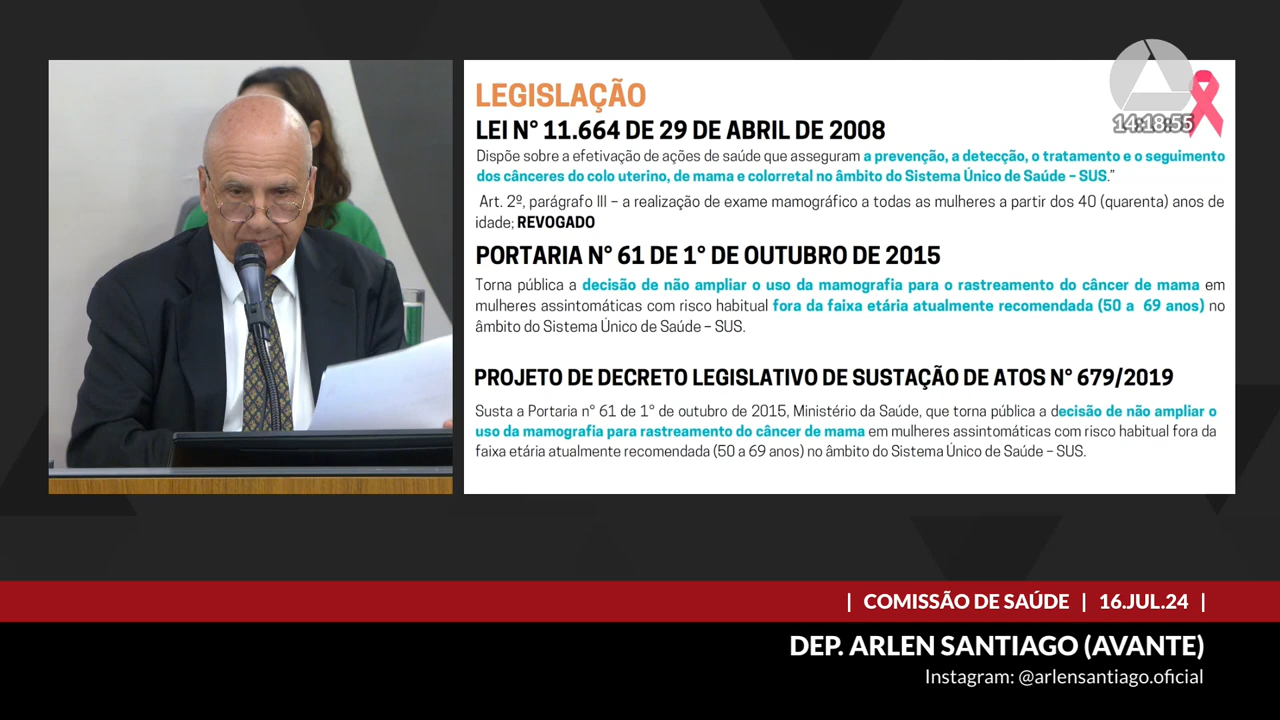 14:18:55
LEGISLAÇÃO
LEI N° 11.664 DE 29 DE ABRIL DE 2008
Dispõe sobre a efetivação de ações de saúde que asseguram a prevenção, a detecção, o tratamento e o seguimento
dos cânceres do colo uterino, de mama e colorretal no âmbito do Sistema Único de Saúde – SUS."
Art. 2º, parágrafo III – a realização de exame mamográfico a todas as mulheres a partir dos 40 (quarenta) anos de
idade; REVOGADO
PORTARIA N° 61 DE 1° DE OUTUBRO DE 2015
Torna pública a decisão de não ampliar o uso da mamografia para o rastreamento do câncer de mama em
mulheres assintomáticas com risco habitual fora da faixa etária atualmente recomendada (50 a 69 anos) no
âmbito do Sistema Único de Saúde – SUS.
PROJETO DE DECRETO LEGISLATIVO DE SUSTAÇÃO DE ATOS N° 679/2019
Susta a Portaria n° 61 de 1° de outubro de 2015, Ministério da Saúde, que torna pública a decisão de não ampliar o
uso da mamografia para rastreamento do câncer de mama em mulheres assintomáticas com risco habitual fora da
faixa etária atualmente recomendada (50 a 69 anos) no âmbito do Sistema Único de Saúde – SUS.
| COMISSÃO DE SAÚDE | 16.JUL.24 |
DEP. ARLEN SANTIAGO (AVANTE)
Instagram: @arlensantiago.oficial